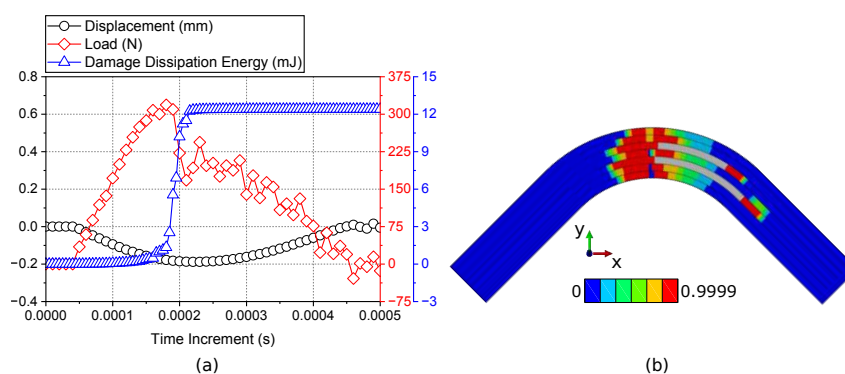 Displacement (mm)
Load (N)
Damage Dissipation Energy (mJ)
0.8
0.6
0.4
0.2
0.0
−0.2
−0.4
375
300
225
150
75
0
−75
15
12
9
6
3
0
−3
0.0000 0.0001 0.0002 0.0003 0.0004 0.0005
Time Increment (s)
(a)
y
x
0 0.9999
(b)